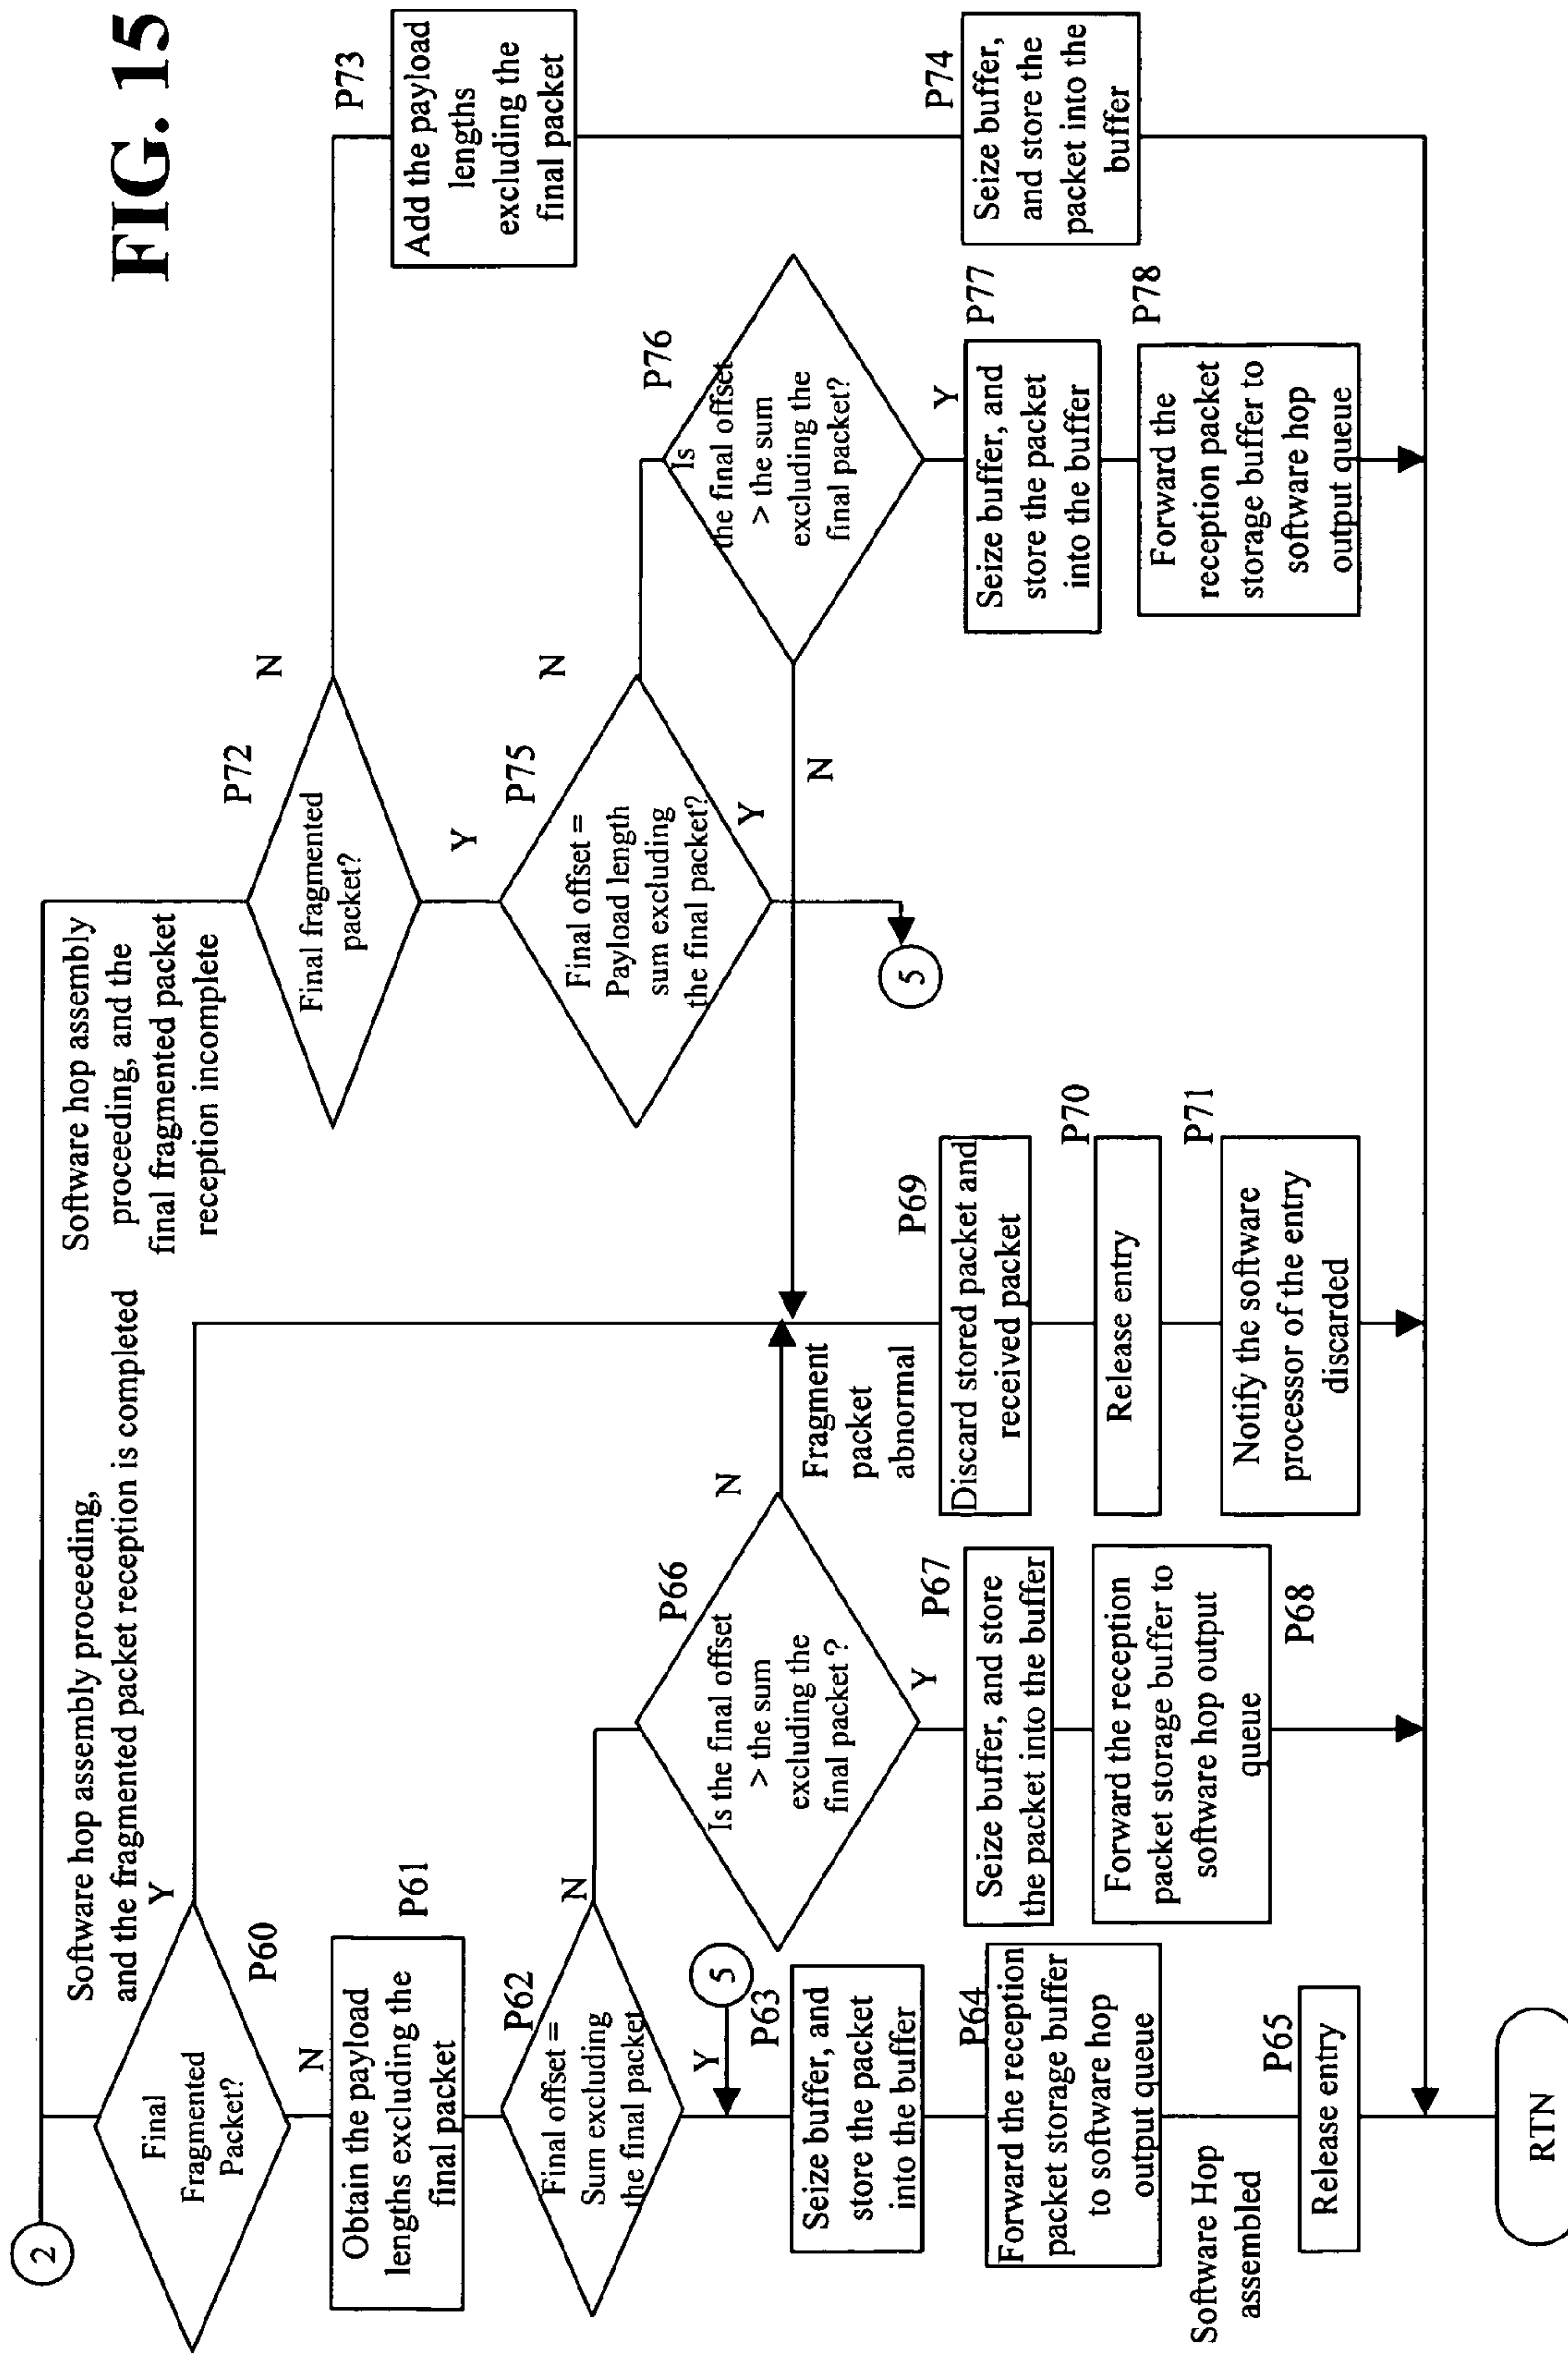 FIG. 15
2
Software hop assembly proceeding,
and the fragmented packet reception is completed
Software hop assembly
proceeding, and the
final fragmented packet
reception incomplete
Final
Fragmented
Packet?
P60
Y
N
Obtain the payload
lengths excluding the
final packet
P61
Final offset =
Sum excluding
the final packet
P62
N
Y
5
Seize buffer, and
store the packet
into the buffer
P63
Forward the reception
packet storage buffer
to software hop
output queue
P64
Software Hop
assembled
Release entry
P65
RTN
Is the final offset
> the sum
excluding the
final packet?
P66
N
Y
Seize buffer, and store
the packet into the buffer
P67
Forward the reception
packet storage buffer to
software hop output
queue
P68
Fragment
packet
abnormal
Discard stored packet and
received packet
P69
Release entry
P70
Notify the software
processor of the entry
discarded
P71
Final fragmented
packet?
P72
N
Y
Add the payload
lengths
excluding the
final packet
P73
Seize buffer,
and store the
packet into the
buffer
P74
Final offset =
Payload length
sum excluding
the final packet?
P75
N
Y
5
Is
the final offset
> the sum
excluding the
final packet?
P76
N
Y
Seize buffer, and
store the packet
into the buffer
P77
Forward the
reception packet
storage buffer to
software hop
output queue
P78